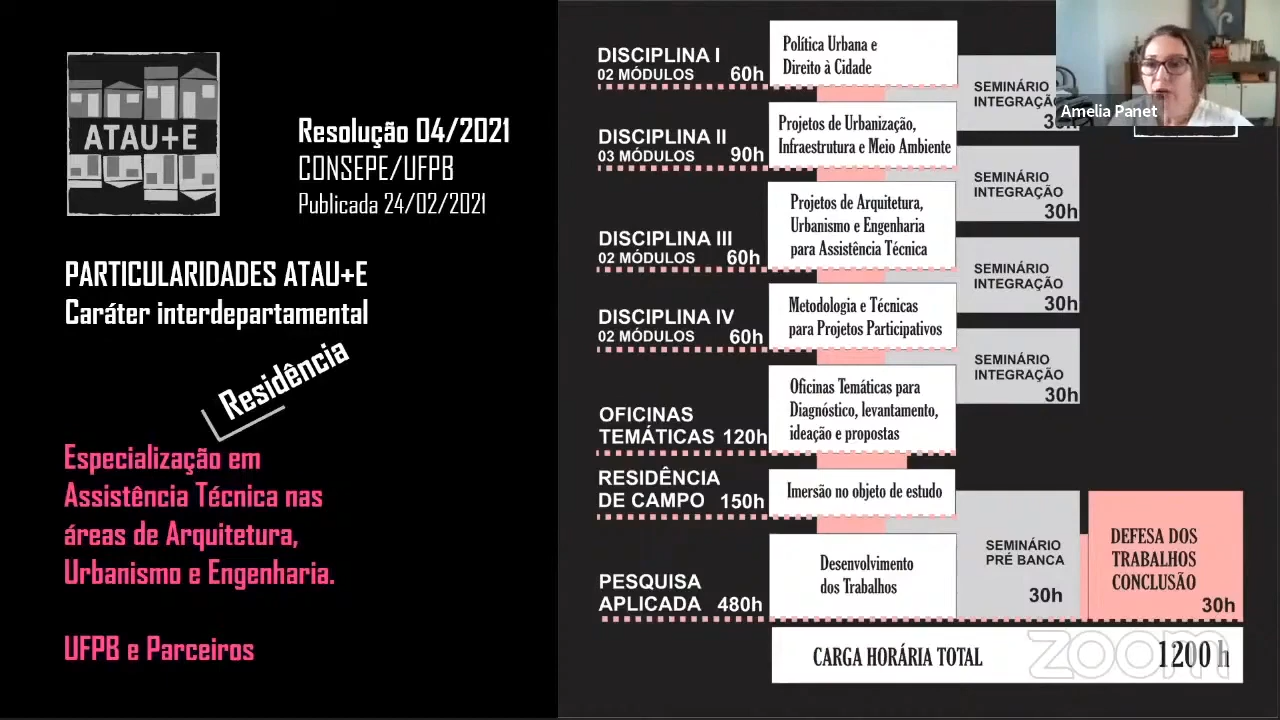 ATAU+E
Resolução 04/2021
CONSEPE/UFPB
Publicada 24/02/2021
PARTICULARIDADES ATAU+E
Caráter interdepartamental
Residência
Especialização em
Assistência Técnica nas
áreas de Arquitetura,
Urbanismo e Engenharia.
UFPB e Parceiros
DISCIPLINA I
02 MÓDULOS 60h
Política Urbana e
Direito à Cidade
SEMINÁRIO
INTEGRAÇÃO
30h
Amelia Panet
DISCIPLINA II
03 MÓDULOS 90h
Projetos de Urbanização,
Infraestrutura e Meio Ambiente
SEMINÁRIO
INTEGRAÇÃO
30h
DISCIPLINA III
02 MÓDULOS 60h
Projetos de Arquitetura,
Urbanismo e Engenharia
para Assistência Técnica
SEMINÁRIO
INTEGRAÇÃO
30h
DISCIPLINA IV
02 MÓDULOS 60h
Metodologia e Técnicas
para Projetos Participativos
SEMINÁRIO
INTEGRAÇÃO
30h
OFICINAS
TEMÁTICAS 120h
Oficinas Temáticas para
Diagnóstico, levantamento,
ideação e propostas
RESIDÊNCIA
DE CAMPO 150h
Imersão no objeto de estudo
PESQUISA
APLICADA 480h
Desenvolvimento
dos Trabalhos
SEMINÁRIO
PRÉ BANCA
30h
DEFESA DOS
TRABALHOS
CONCLUSÃO
30h
CARGA HORÁRIA TOTAL 1200 h
zoom